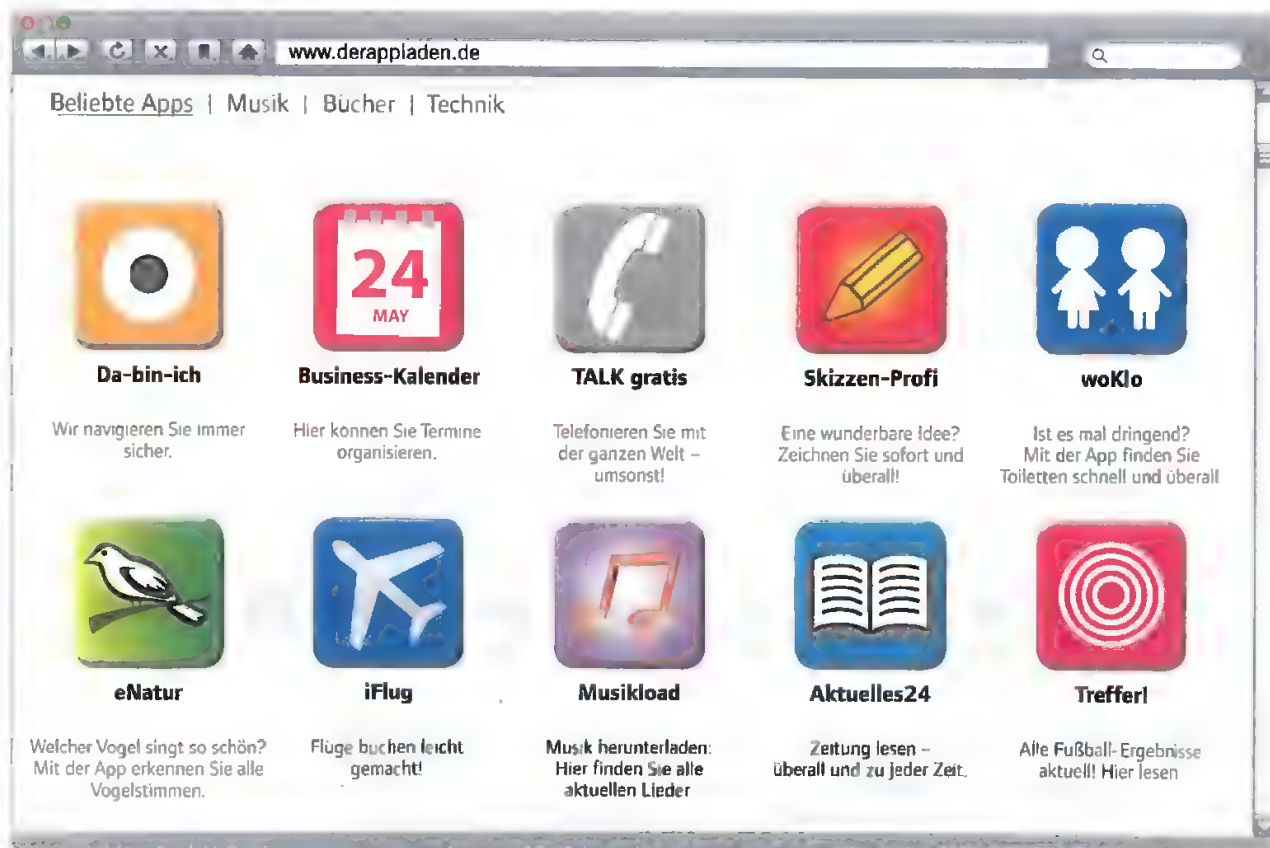 www.derappladen.de
Beliebte Apps | Musik | Bücher | Technik
24
MAY
Da-bin-ich
Wir navigieren Sie immer
sicher.
Business-Kalender
Hier können Sie Termine
organisieren.
TALK gratis
Telefonieren Sie mit
der ganzen Welt –
umsonst!
Skizzen-Profi
Eine wunderbare Idee?
Zeichnen Sie sofort und
überall!
woKlo
Ist es mal dringend?
Mit der App finden Sie
Toiletten schnell und überall
eNatur
Welcher Vogel singt so schön?
Mit der App erkennen Sie alle
Vogelstimmen.
iFlug
Flüge buchen leicht
gemacht!
Musikload
Musik herunterladen:
Hier finden Sie alle
aktuellen Lieder
Aktuelles24
Zeitung lesen –
überall und zu jeder Zeit.
Treffer!
Alle Fußball-Ergebnisse
aktuell! Hier lesen